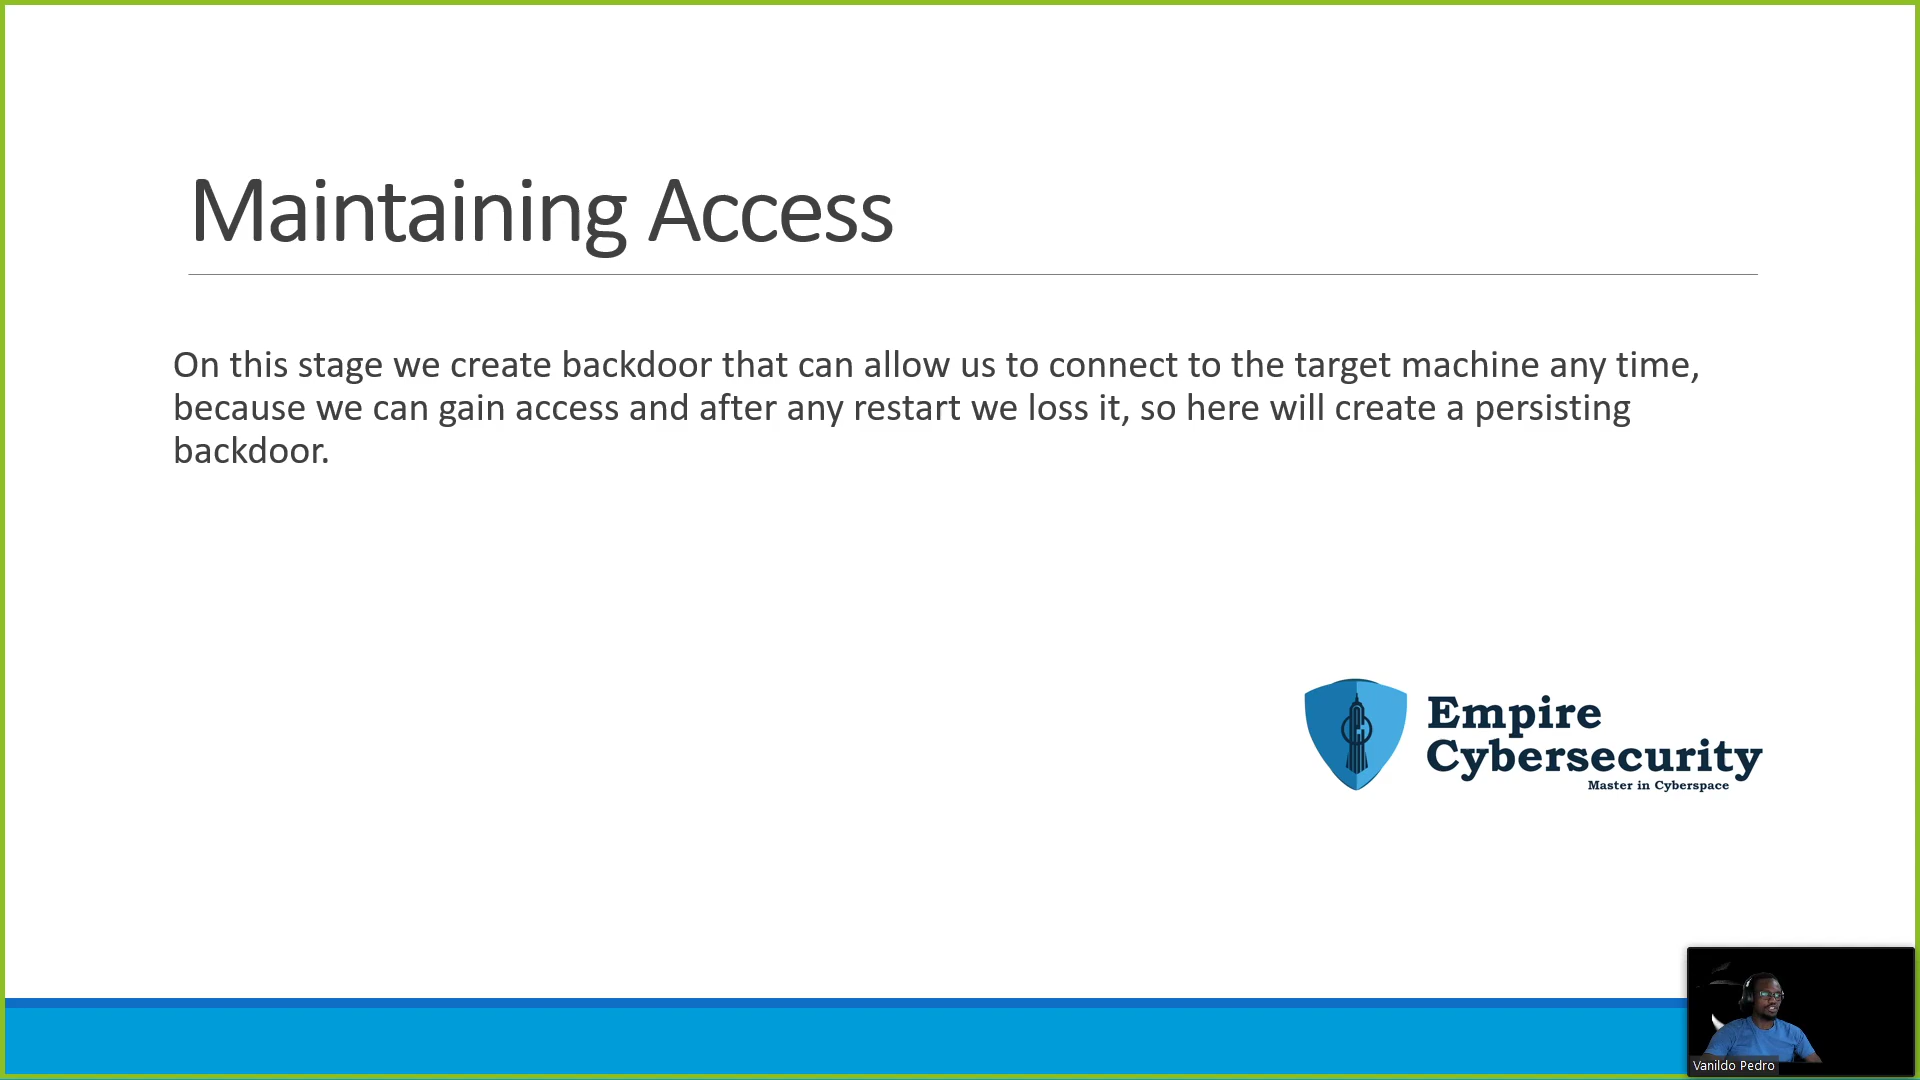 Maintaining Access
On this stage we create backdoor that can allow us to connect to the target machine any time,
because we can gain access and after any restart we loss it, so here will create a persisting
backdoor.
Empire
Cybersecurity
Master in Cyberspace
Vanildo Pedro